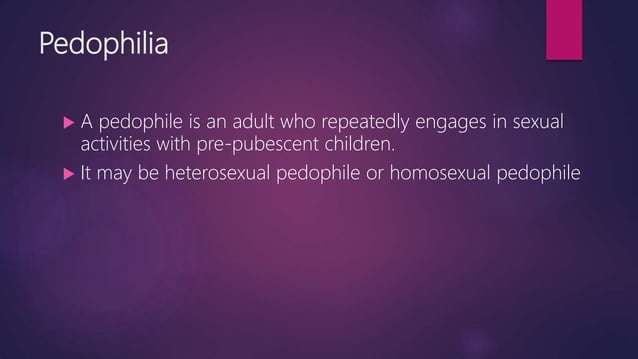 Pedophilia
A pedophile is an adult who repeatedly engages in sexual
activities with pre-pubescent children.
It may be heterosexual pedophile or homosexual pedophile